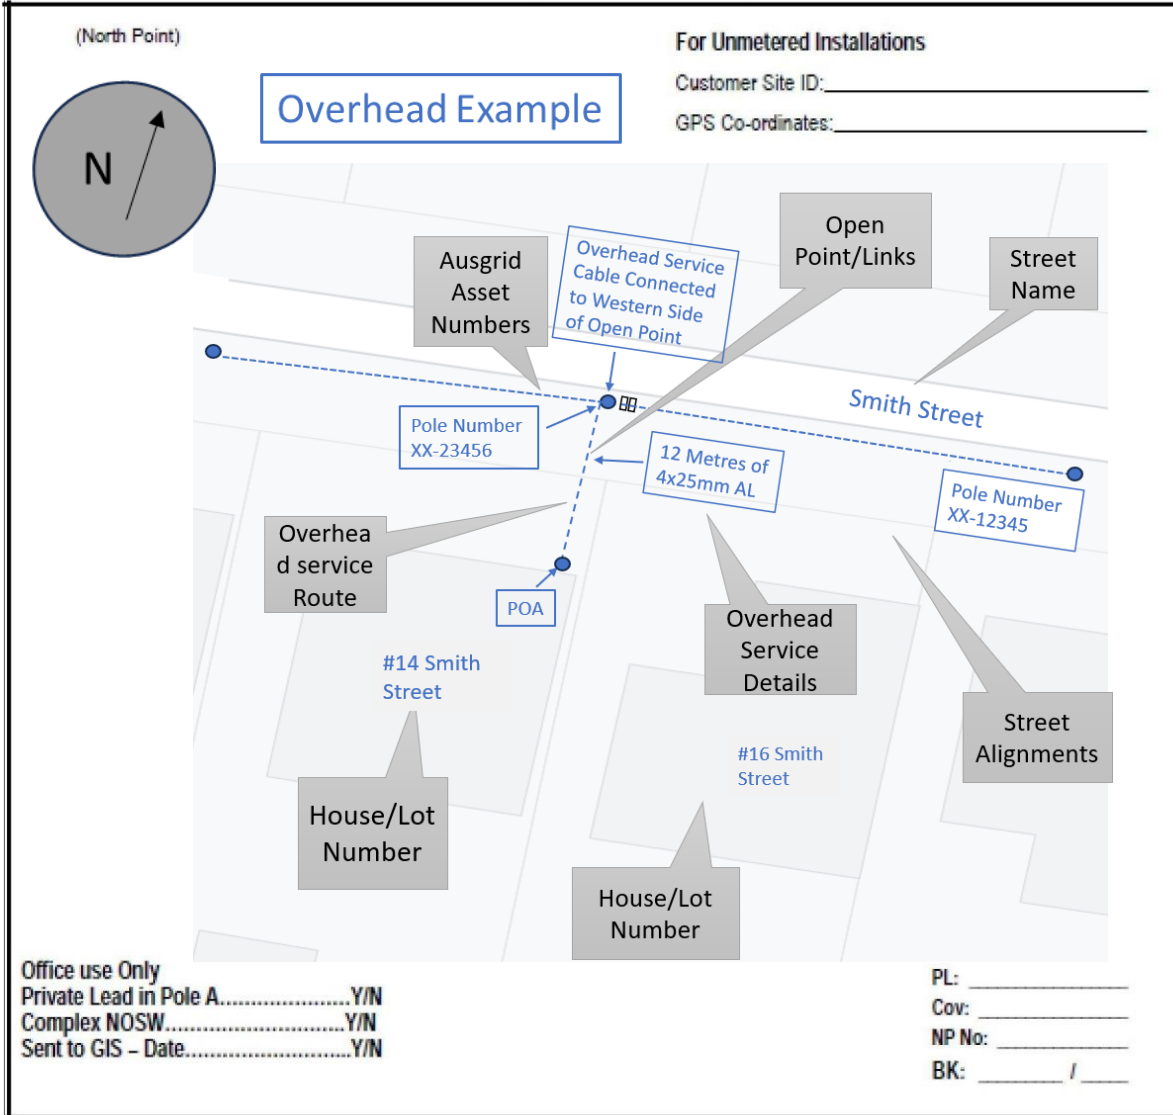 (North Point)
For Unmetered Installations
Customer Site ID:
GPS Co-ordinates:
Overhead Example
N
Ausgrid
Asset
Numbers
Overhead Service
Cable Connected
to Western Side
of Open Point
Open
Point/Links
Street
Name
Smith Street
Pole Number
XX-23456
12 Metres of
4x25mm AL
Pole Number
XX-12345
Overhea
d service
Route
POA
Overhead
Service
Details
#14 Smith
Street
Street
Alignments
#16 Smith
Street
House/Lot
Number
House/Lot
Number
Office use Only
Private Lead in Pole A......................Y/N
Complex NOSW..............................Y/N
Sent to GIS – Date............................Y/N
PL:
Cov:
NP No:
BK: /